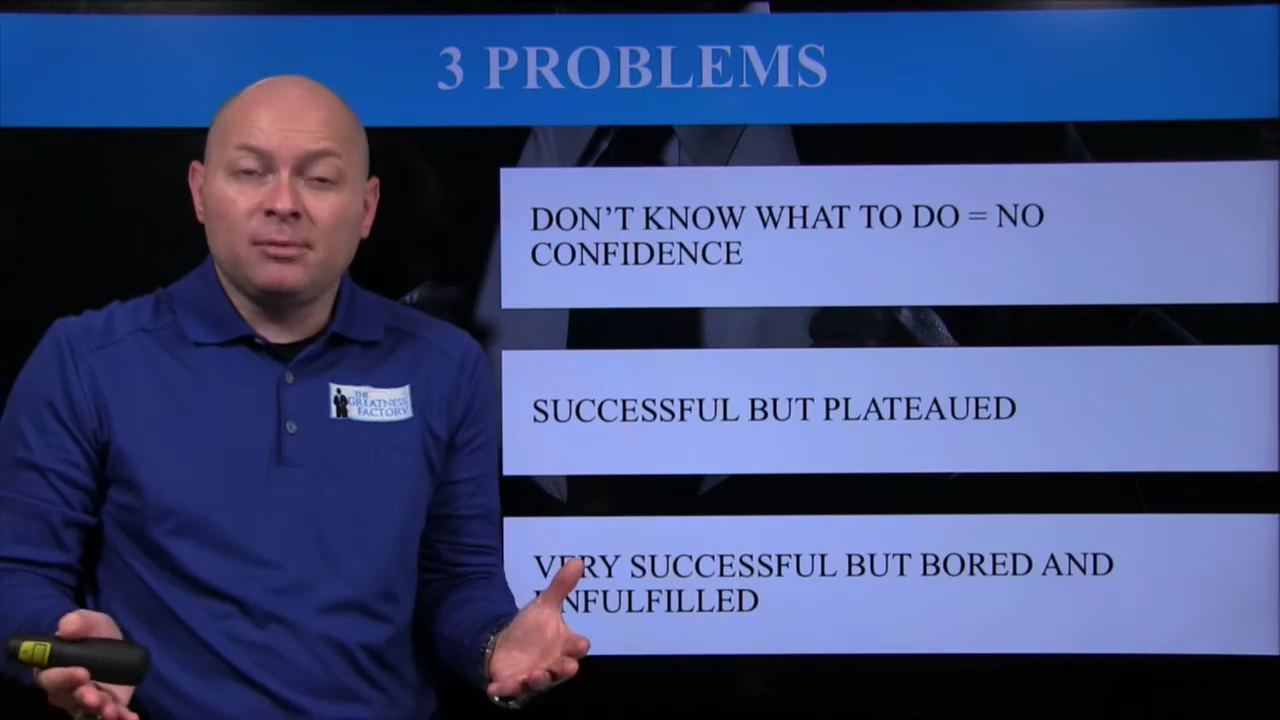 3 PROBLEMS
DON'T KNOW WHAT TO DO = NO
CONFIDENCE
SUCCESSFUL BUT PLATEAUED
VERY SUCCESSFUL BUT BORED AND
UNFULFILLED
THE
GREATNESS
FACTORY